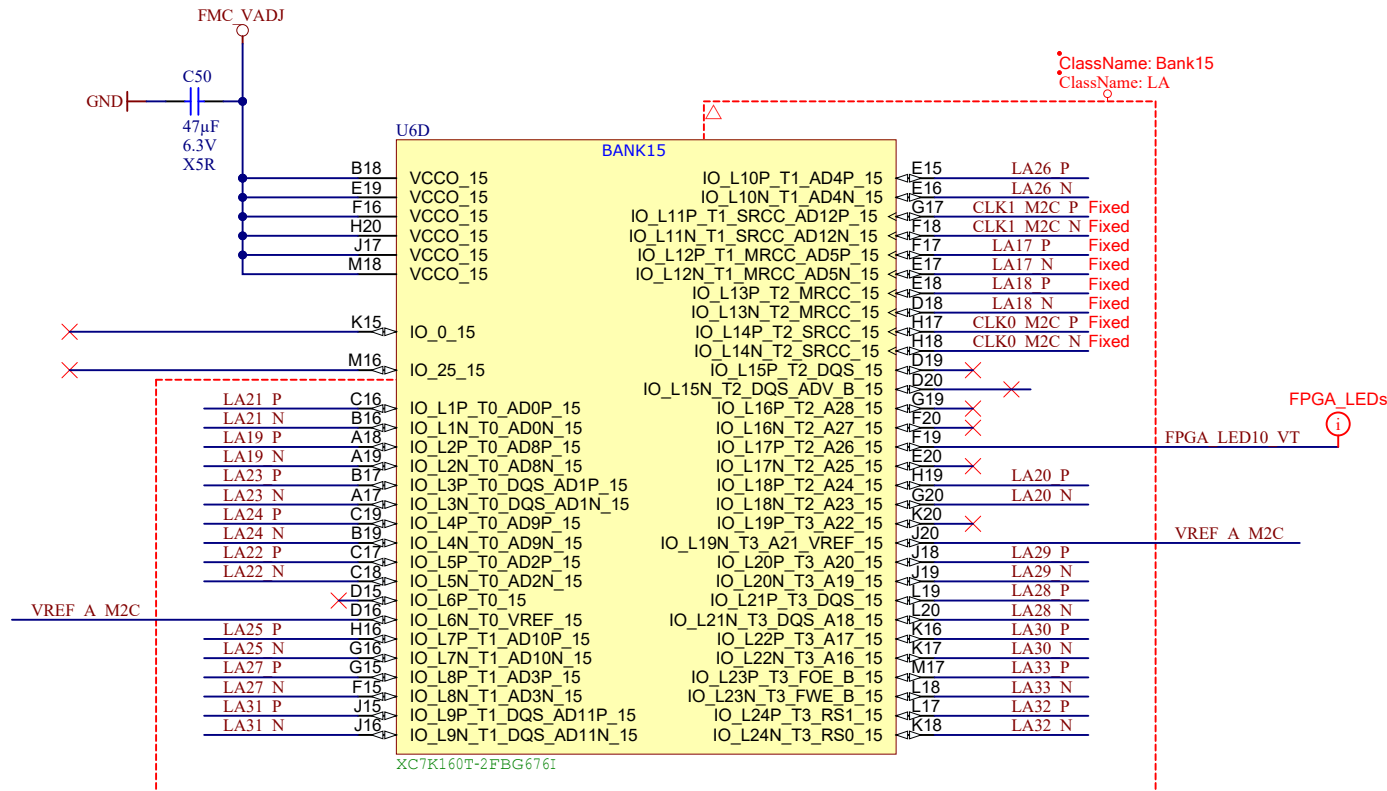 FMC_VADJ
GND
C50
47µF
6.3V
X5R
ClassName: Bank15
ClassName: LA
U6D
BANK15
B18 VCCO_15
E19 VCCO_15
F16 VCCO_15
H20 VCCO_15
J17 VCCO_15
M18 VCCO_15
K15 IO_0_15
M16 IO_25_15
LA21_P C16 IO_L1P_T0_AD0P_15
LA21_N B16 IO_L1N_T0_AD0N_15
LA19_P A18 IO_L2P_T0_AD8P_15
LA19_N A19 IO_L2N_T0_AD8N_15
LA23_P B17 IO_L3P_T0_DQS_AD1P_15
LA23_N A17 IO_L3N_T0_DQS_AD1N_15
LA24_P C19 IO_L4P_T0_AD9P_15
LA24_N B19 IO_L4N_T0_AD9N_15
LA22_P C17 IO_L5P_T0_AD2P_15
LA22_N C18 IO_L5N_T0_AD2N_15
D15 IO_L6P_T0_15
VREF_A_M2C D16 IO_L6N_T0_VREF_15
LA25_P H16 IO_L7P_T1_AD10P_15
LA25_N G16 IO_L7N_T1_AD10N_15
LA27_P G15 IO_L8P_T1_AD3P_15
LA27_N F15 IO_L8N_T1_AD3N_15
LA31_P J15 IO_L9P_T1_DQS_AD11P_15
LA31_N J16 IO_L9N_T1_DQS_AD11N_15
IO_L10P_T1_AD4P_15 E15 LA26_P
IO_L10N_T1_AD4N_15 E16 LA26_N
IO_L11P_T1_SRCC_AD12P_15 G17 CLK1_M2C_P Fixed
IO_L11N_T1_SRCC_AD12N_15 F18 CLK1_M2C_N Fixed
IO_L12P_T1_MRCC_AD5P_15 F17 LA17_P Fixed
IO_L12N_T1_MRCC_AD5N_15 E17 LA17_N Fixed
IO_L13P_T2_MRCC_15 E18 LA18_P Fixed
IO_L13N_T2_MRCC_15 D18 LA18_N Fixed
IO_L14P_T2_SRCC_15 H17 CLK0_M2C_P Fixed
IO_L14N_T2_SRCC_15 H18 CLK0_M2C_N Fixed
IO_L15P_T2_DQS_15 D19
IO_L15N_T2_DQS_ADV_B_15 D20
IO_L16P_T2_A28_15 G19
IO_L16N_T2_A27_15 F20
IO_L17P_T2_A26_15 F19 FPGA_LED10_VT
FPGA_LEDs
i
IO_L17N_T2_A25_15 E20
IO_L18P_T2_A24_15 H19 LA20_P
IO_L18N_T2_A23_15 G20 LA20_N
IO_L19P_T3_A22_15 K20
IO_L19N_T3_A21_VREF_15 J20 VREF_A_M2C
IO_L20P_T3_A20_15 J18 LA29_P
IO_L20N_T3_A19_15 J19 LA29_N
IO_L21P_T3_DQS_15 L19 LA28_P
IO_L21N_T3_DQS_A18_15 L20 LA28_N
IO_L22P_T3_A17_15 K16 LA30_P
IO_L22N_T3_A16_15 K17 LA30_N
IO_L23P_T3_FOE_B_15 M17 LA33_P
IO_L23N_T3_FWE_B_15 L18 LA33_N
IO_L24P_T3_RS1_15 L17 LA32_P
IO_L24N_T3_RS0_15 K18 LA32_N
XC7K160T-2FBG676I